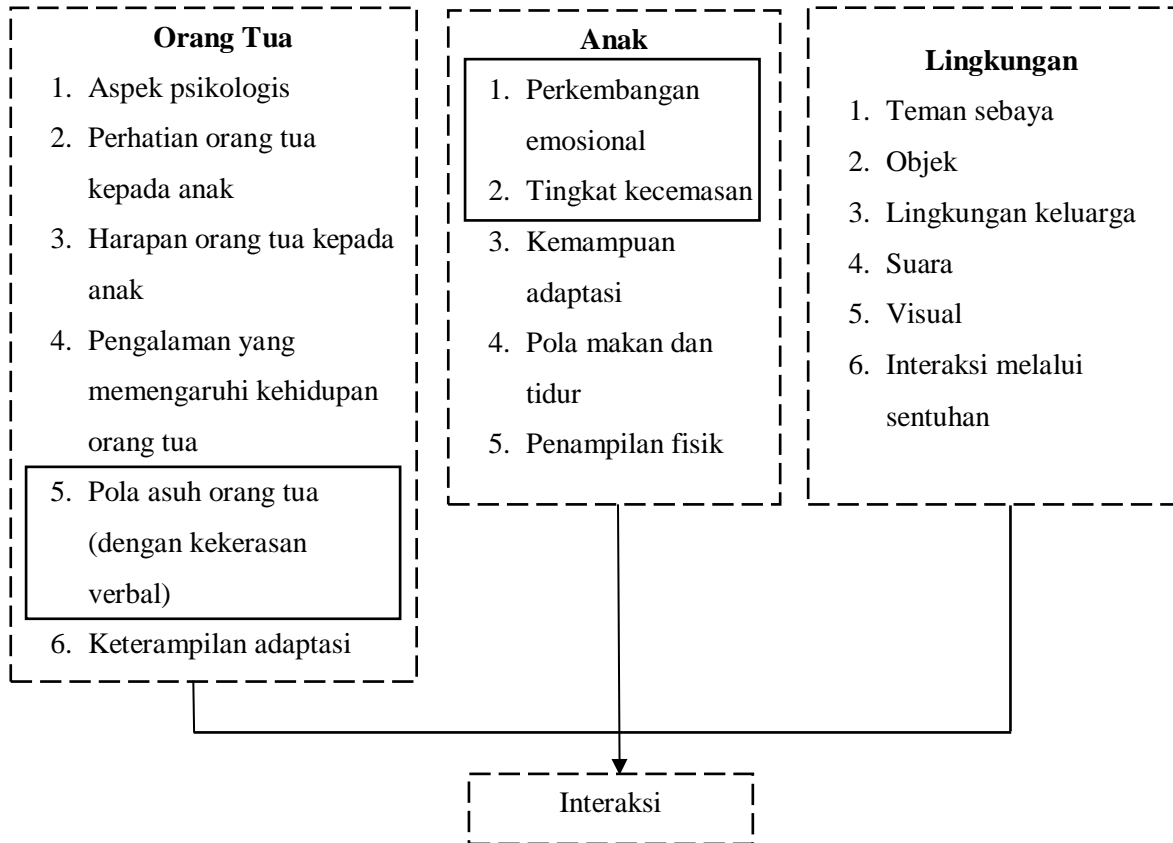 Orang Tua
1. Aspek psikologis
2. Perhatian orang tua
kepada anak
3. Harapan orang tua kepada
anak
4. Pengalaman yang
memengaruhi kehidupan
orang tua
5. Pola asuh orang tua
(dengan kekerasan
verbal)
6. Keterampilan adaptasi
Anak
1. Perkembangan
emosional
2. Tingkat kecemasan
3. Kemampuan
adaptasi
4. Pola makan dan
tidur
5. Penampilan fisik
Lingkungan
1. Teman sebaya
2. Objek
3. Lingkungan keluarga
4. Suara
5. Visual
6. Interaksi melalui
sentuhan
Interaksi